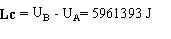 Lc = U_B - U_A= 5961393 J